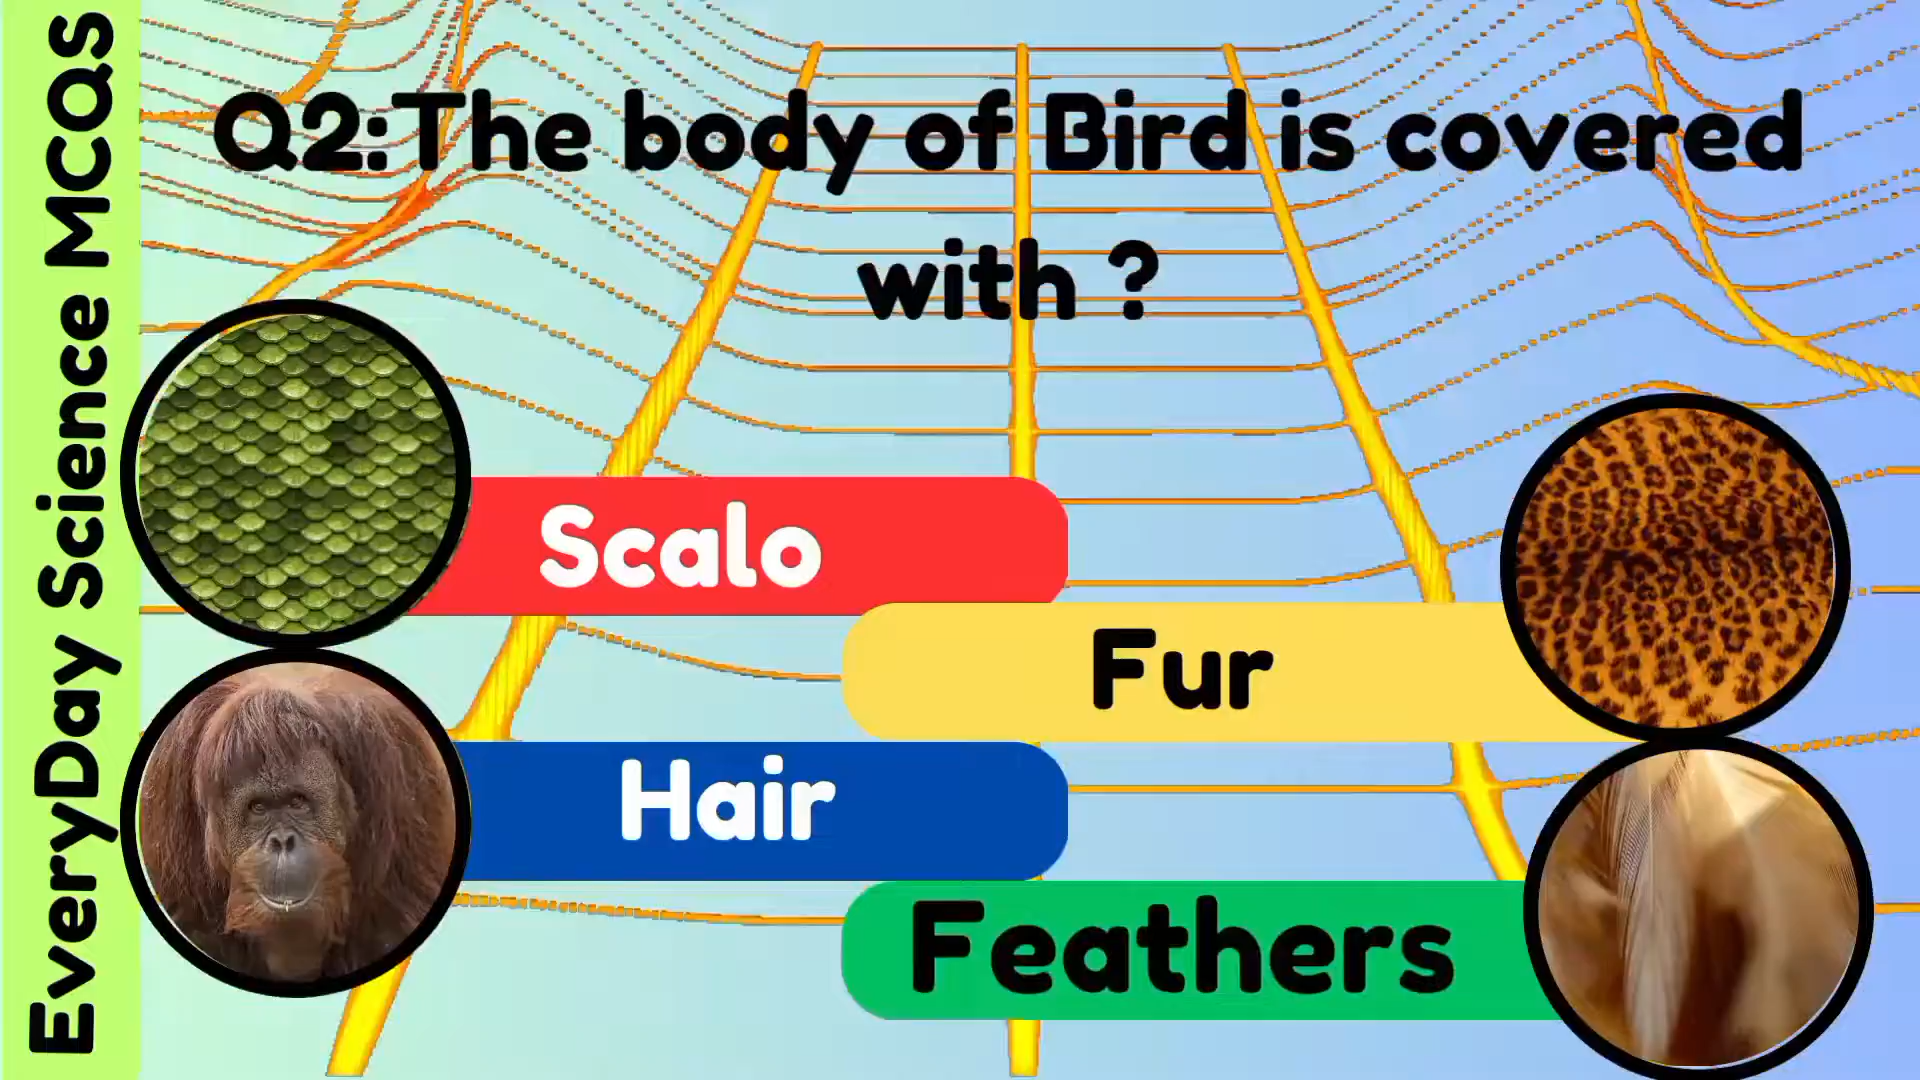 EveryDay Science MCQS
Q2:The body of Bird is covered
with ?
Scalo
Fur
Hair
Feathers